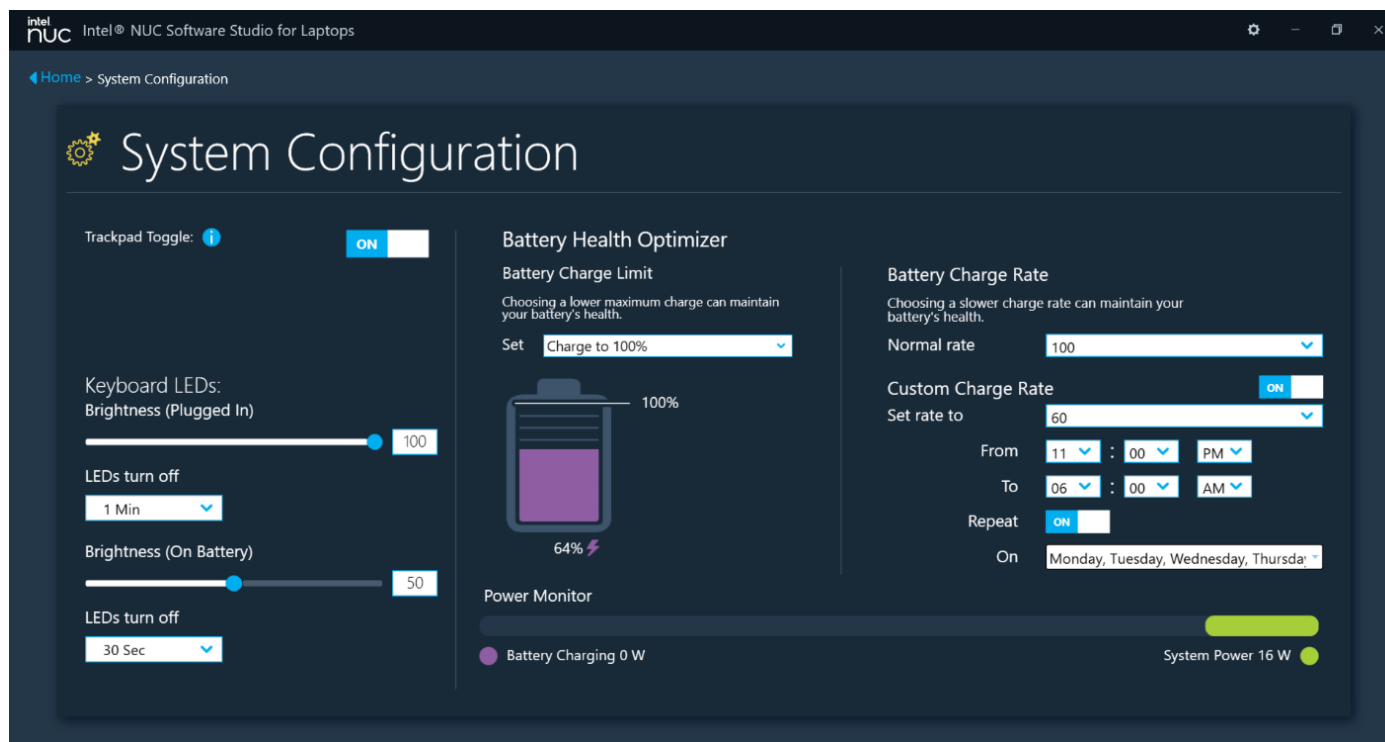 intel
nuc
Intel® NUC Software Studio for Laptops
Home > System Configuration
System Configuration
Trackpad Toggle: i
ON
Keyboard LEDs:
Brightness (Plugged In)
100
LEDs turn off
1 Min
Brightness (On Battery)
50
LEDs turn off
30 Sec
Battery Health Optimizer
Battery Charge Limit
Choosing a lower maximum charge can maintain
your battery's health.
Set Charge to 100%
100%
64%
Battery Charge Rate
Choosing a slower charge rate can maintain your
battery's health.
Normal rate 100
Custom Charge Rate ON
Set rate to 60
From 11 : 00 PM
To 06 : 00 AM
Repeat ON
On Monday, Tuesday, Wednesday, Thursday
Power Monitor
Battery Charging 0 W
System Power 16 W